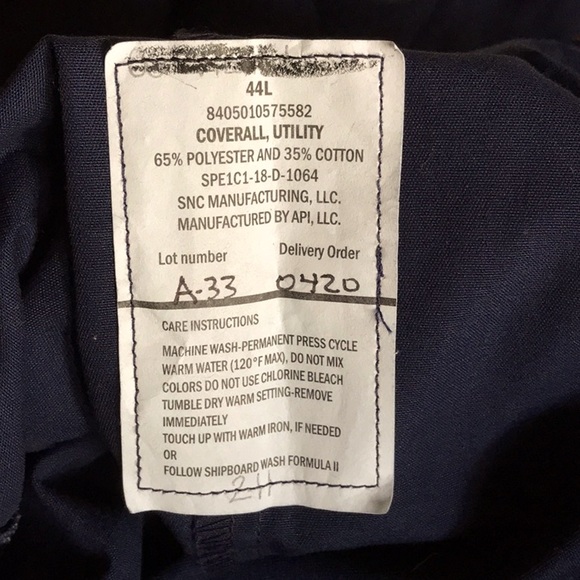 44L
8405010575582
COVERALL, UTILITY
65% POLYESTER AND 35% COTTON
SPE1C1-18-D-1064
SNC MANUFACTURING, LLC.
MANUFACTURED BY API, LLC.
Lot number Delivery Order
A-33 0420
CARE INSTRUCTIONS
MACHINE WASH-PERMANENT PRESS CYCLE
WARM WATER (120°F MAX), DO NOT MIX
COLORS DO NOT USE CHLORINE BLEACH
TUMBLE DRY WARM SETTING-REMOVE
IMMEDIATELY
TOUCH UP WITH WARM IRON, IF NEEDED
OR
FOLLOW SHIPBOARD WASH FORMULA II